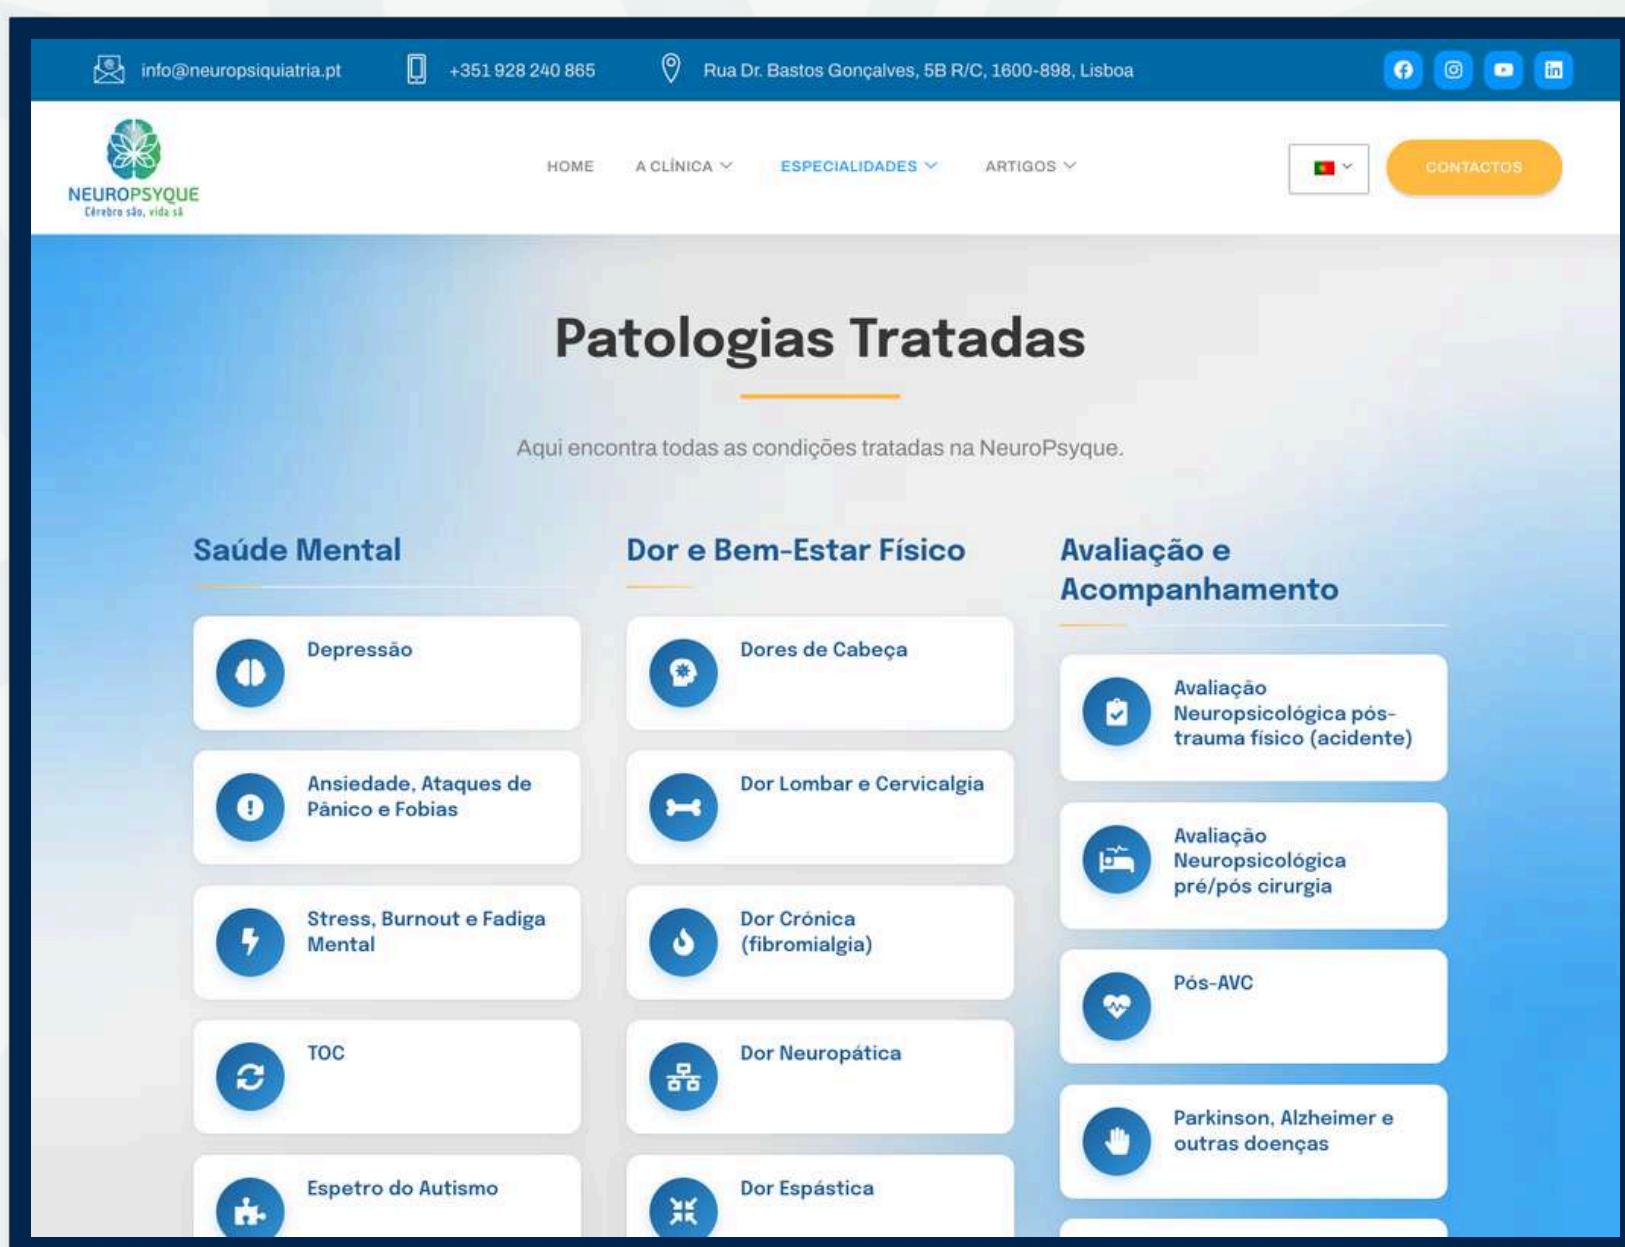 info@neuropsiquiatria.pt
+351 928 240 865
Rua Dr. Bastos Gonçalves, 5B R/C, 1600-898, Lisboa
NEUROPSYQUE
Cérebro são, vida sã
HOME
A CLÍNICA
ESPECIALIDADES
ARTIGOS
CONTACTOS
Patologias Tratadas
Aqui encontra todas as condições tratadas na NeuroPsyque.
Saúde Mental
Depressão
Ansiedade, Ataques de
Pânico e Fobias
Stress, Burnout e Fadiga
Mental
TOC
Espetro do Autismo
Dor e Bem-Estar Físico
Dores de Cabeça
Dor Lombar e Cervicalgia
Dor Crónica
(fibromialgia)
Dor Neuropática
Dor Espástica
Avaliação e
Acompanhamento
Avaliação
Neuropsicológica pós-
trauma físico (acidente)
Avaliação
Neuropsicológica
pré/pós cirurgia
Pós-AVC
Parkinson, Alzheimer e
outras doenças